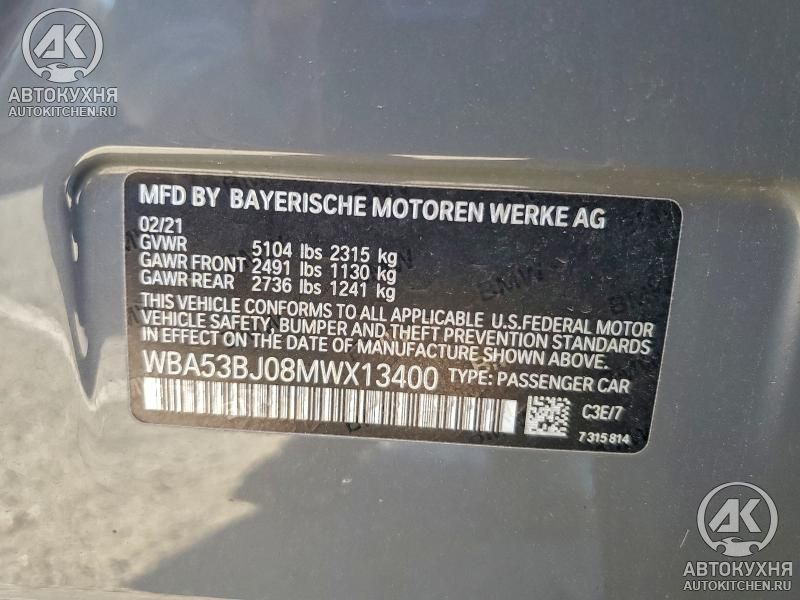 AK
АВТОКУХНЯ
AUTOKITCHEN.RU
MFD BY BAYERISCHE MOTOREN WERKE AG
02/21
GVWR 5104 lbs 2315 kg
GAWR FRONT 2491 lbs 1130 kg
GAWR REAR 2736 lbs 1241 kg
THIS VEHICLE CONFORMS TO ALL APPLICABLE U.S.FEDERAL MOTOR
VEHICLE SAFETY, BUMPER AND THEFT PREVENTION STANDARDS
IN EFFECT ON THE DATE OF MANUFACTURE SHOWN ABOVE.
WBA53BJ08MWX13400 TYPE: PASSENGER CAR
C3E/7
7315814
AK
АВТОКУХНЯ
AUTOKITCHEN.RU